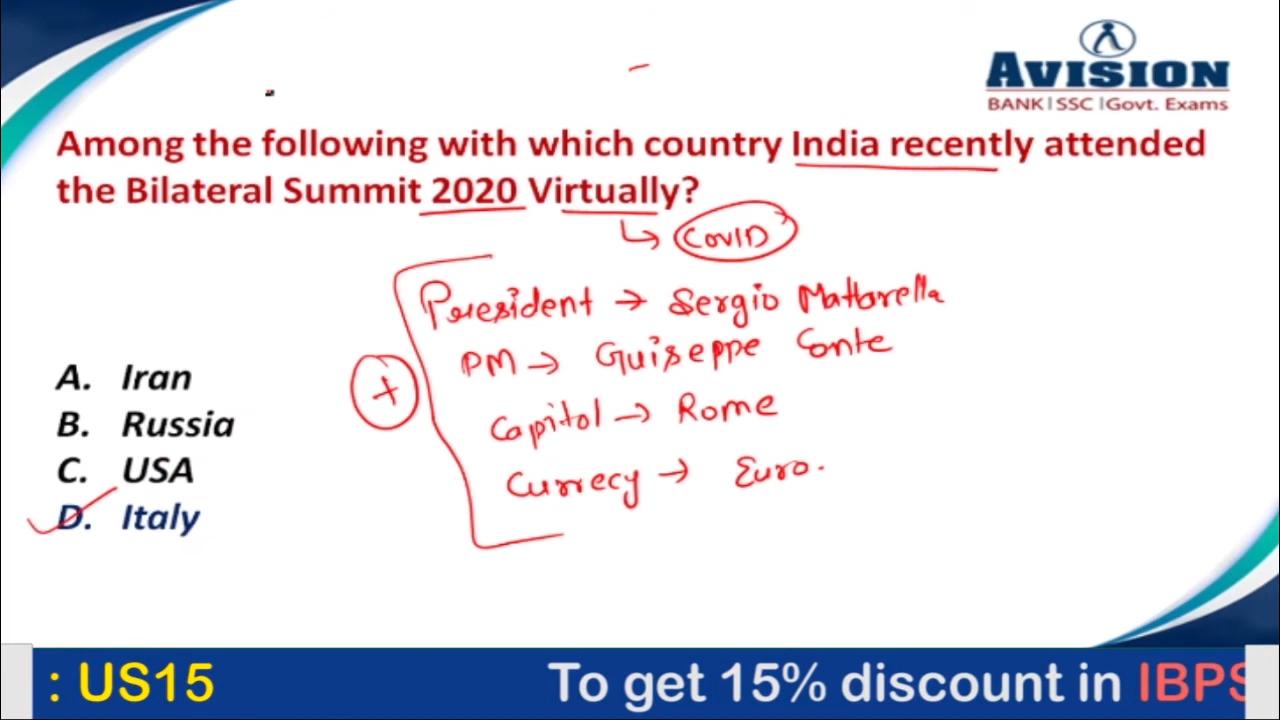 AVISION
BANK|SSC|Govt. Exams
Among the following with which country India recently attended
the Bilateral Summit 2020 Virtually?
COVID
President → Sergio Mattarella
PM → Guiseppe Conte
Capitol → Rome
Currecy → Euro.
+
A. Iran
B. Russia
C. USA
D. Italy
: US15 To get 15% discount in IBPS